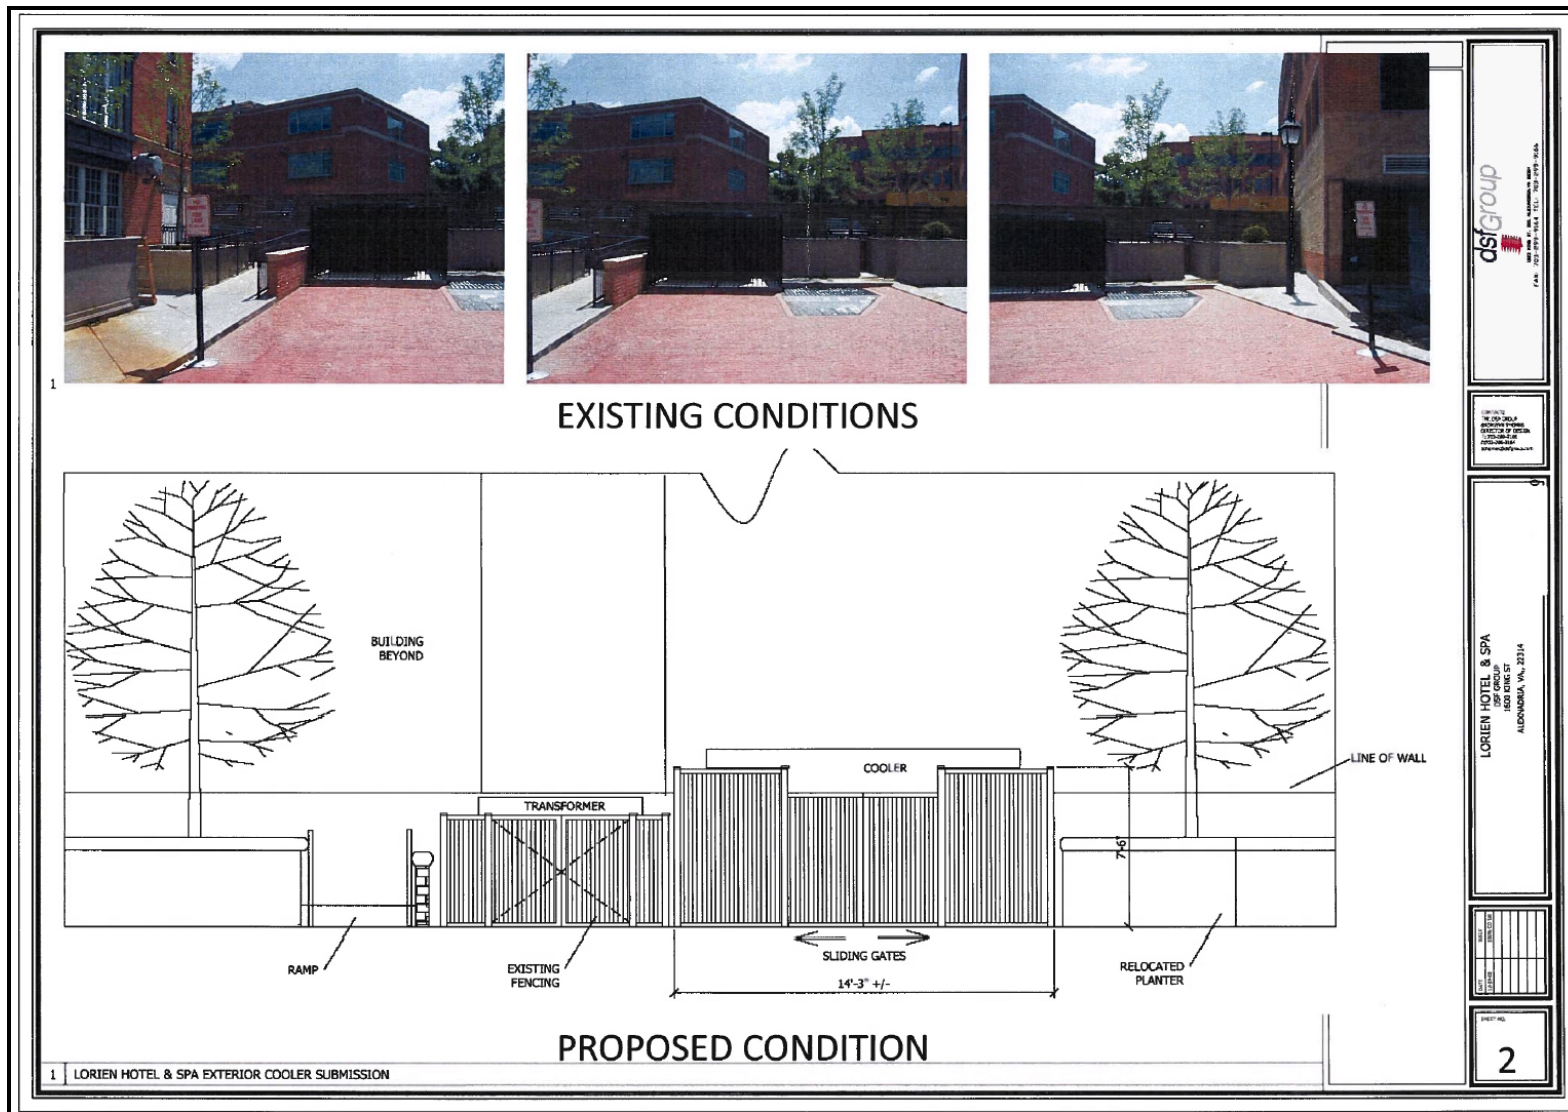 1
EXISTING CONDITIONS
BUILDING
BEYOND
COOLER
TRANSFORMER
LINE OF WALL
7'-6"
RAMP
EXISTING
FENCING
SLIDING GATES
14'-3" +/-
RELOCATED
PLANTER
PROPOSED CONDITION
1 LORIEN HOTEL & SPA EXTERIOR COOLER SUBMISSION
dsfgroup
LORIEN HOTEL & SPA
DSF GROUP
1600 KING ST
ALEXANDRIA, VA, 22314
SHEET NO.
2